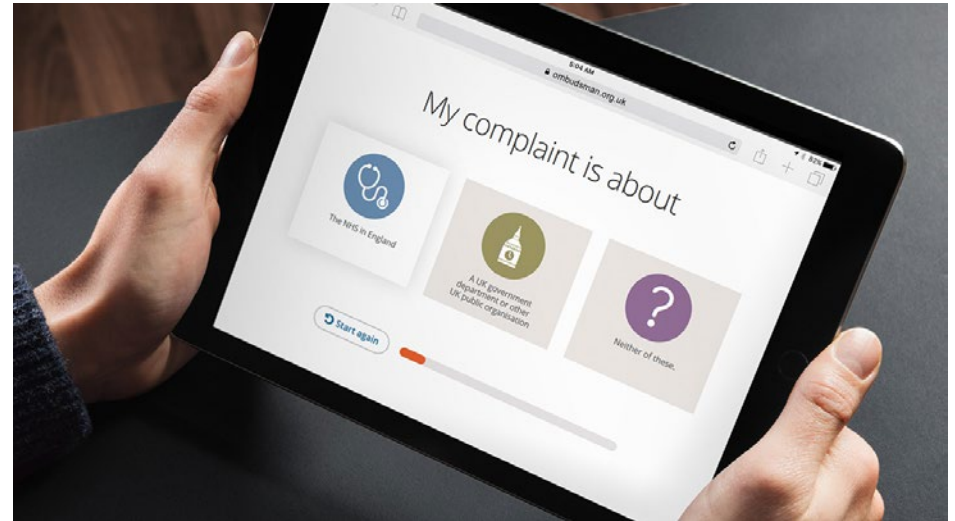 5:04 AM
82%
ombudsman.org.uk
My complaint is about
The NHS in England
A UK government
department or other
UK public organisation
Neither of these.
Start again